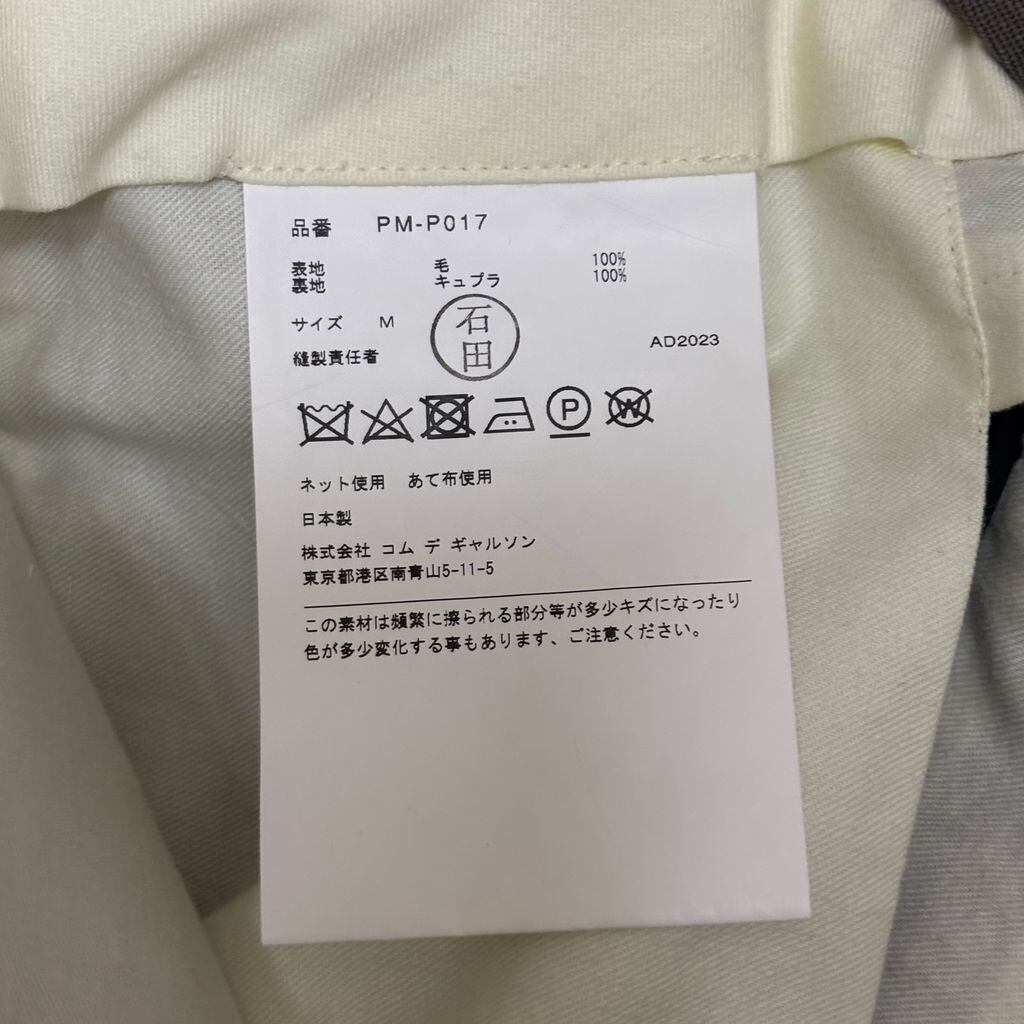 品番 PM-P017
表地 毛 100%
裏地 キュプラ 100%
サイズ M 石田
縫製責任者 AD2023
P W
ネット使用 あて布使用
日本製
株式会社 コム デ ギャルソン
東京都港区南青山5-11-5
この素材は頻繁に擦られる部分等が多少キズになったり
色が多少変化する事もあります、ご注意ください。